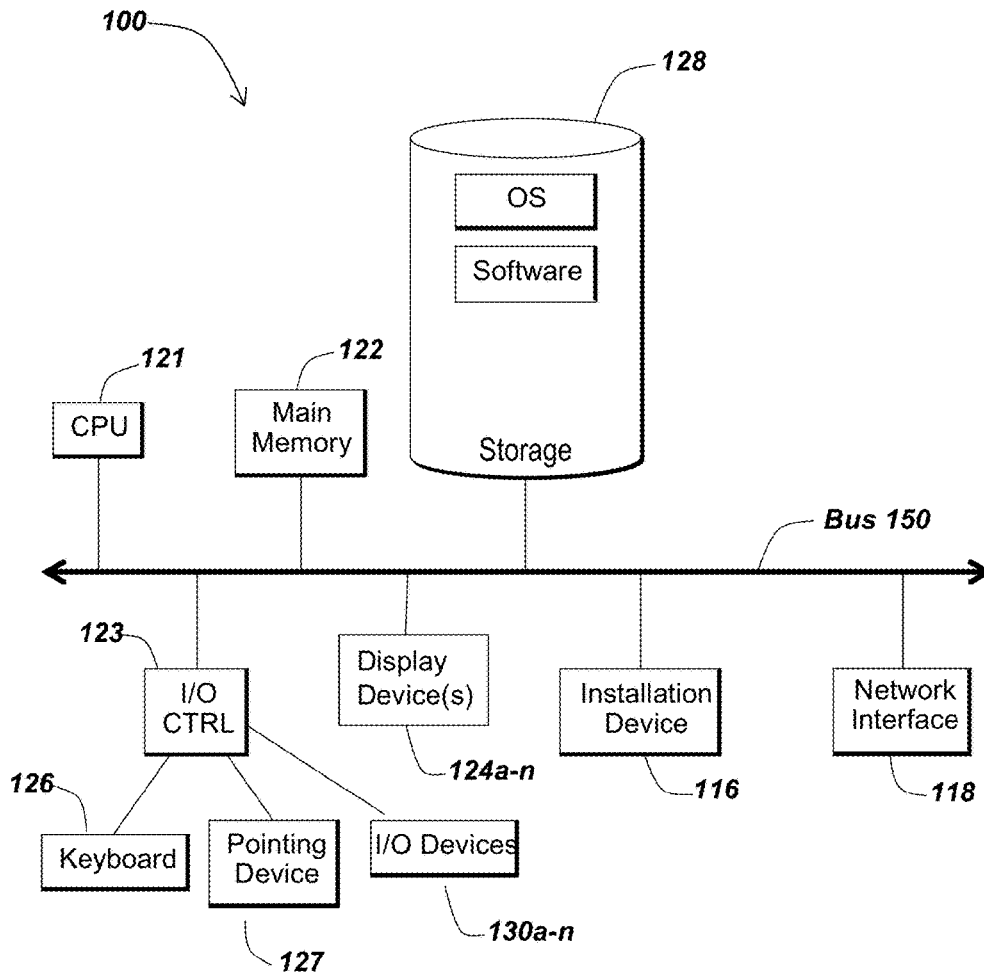 100
128
OS
Software
121
122
CPU
Main
Memory
Storage
Bus 150
123
I/O
CTRL
Display
Device(s)
Installation
Device
Network
Interface
124a-n
116
118
126
Keyboard
Pointing
Device
I/O Devices
130a-n
127